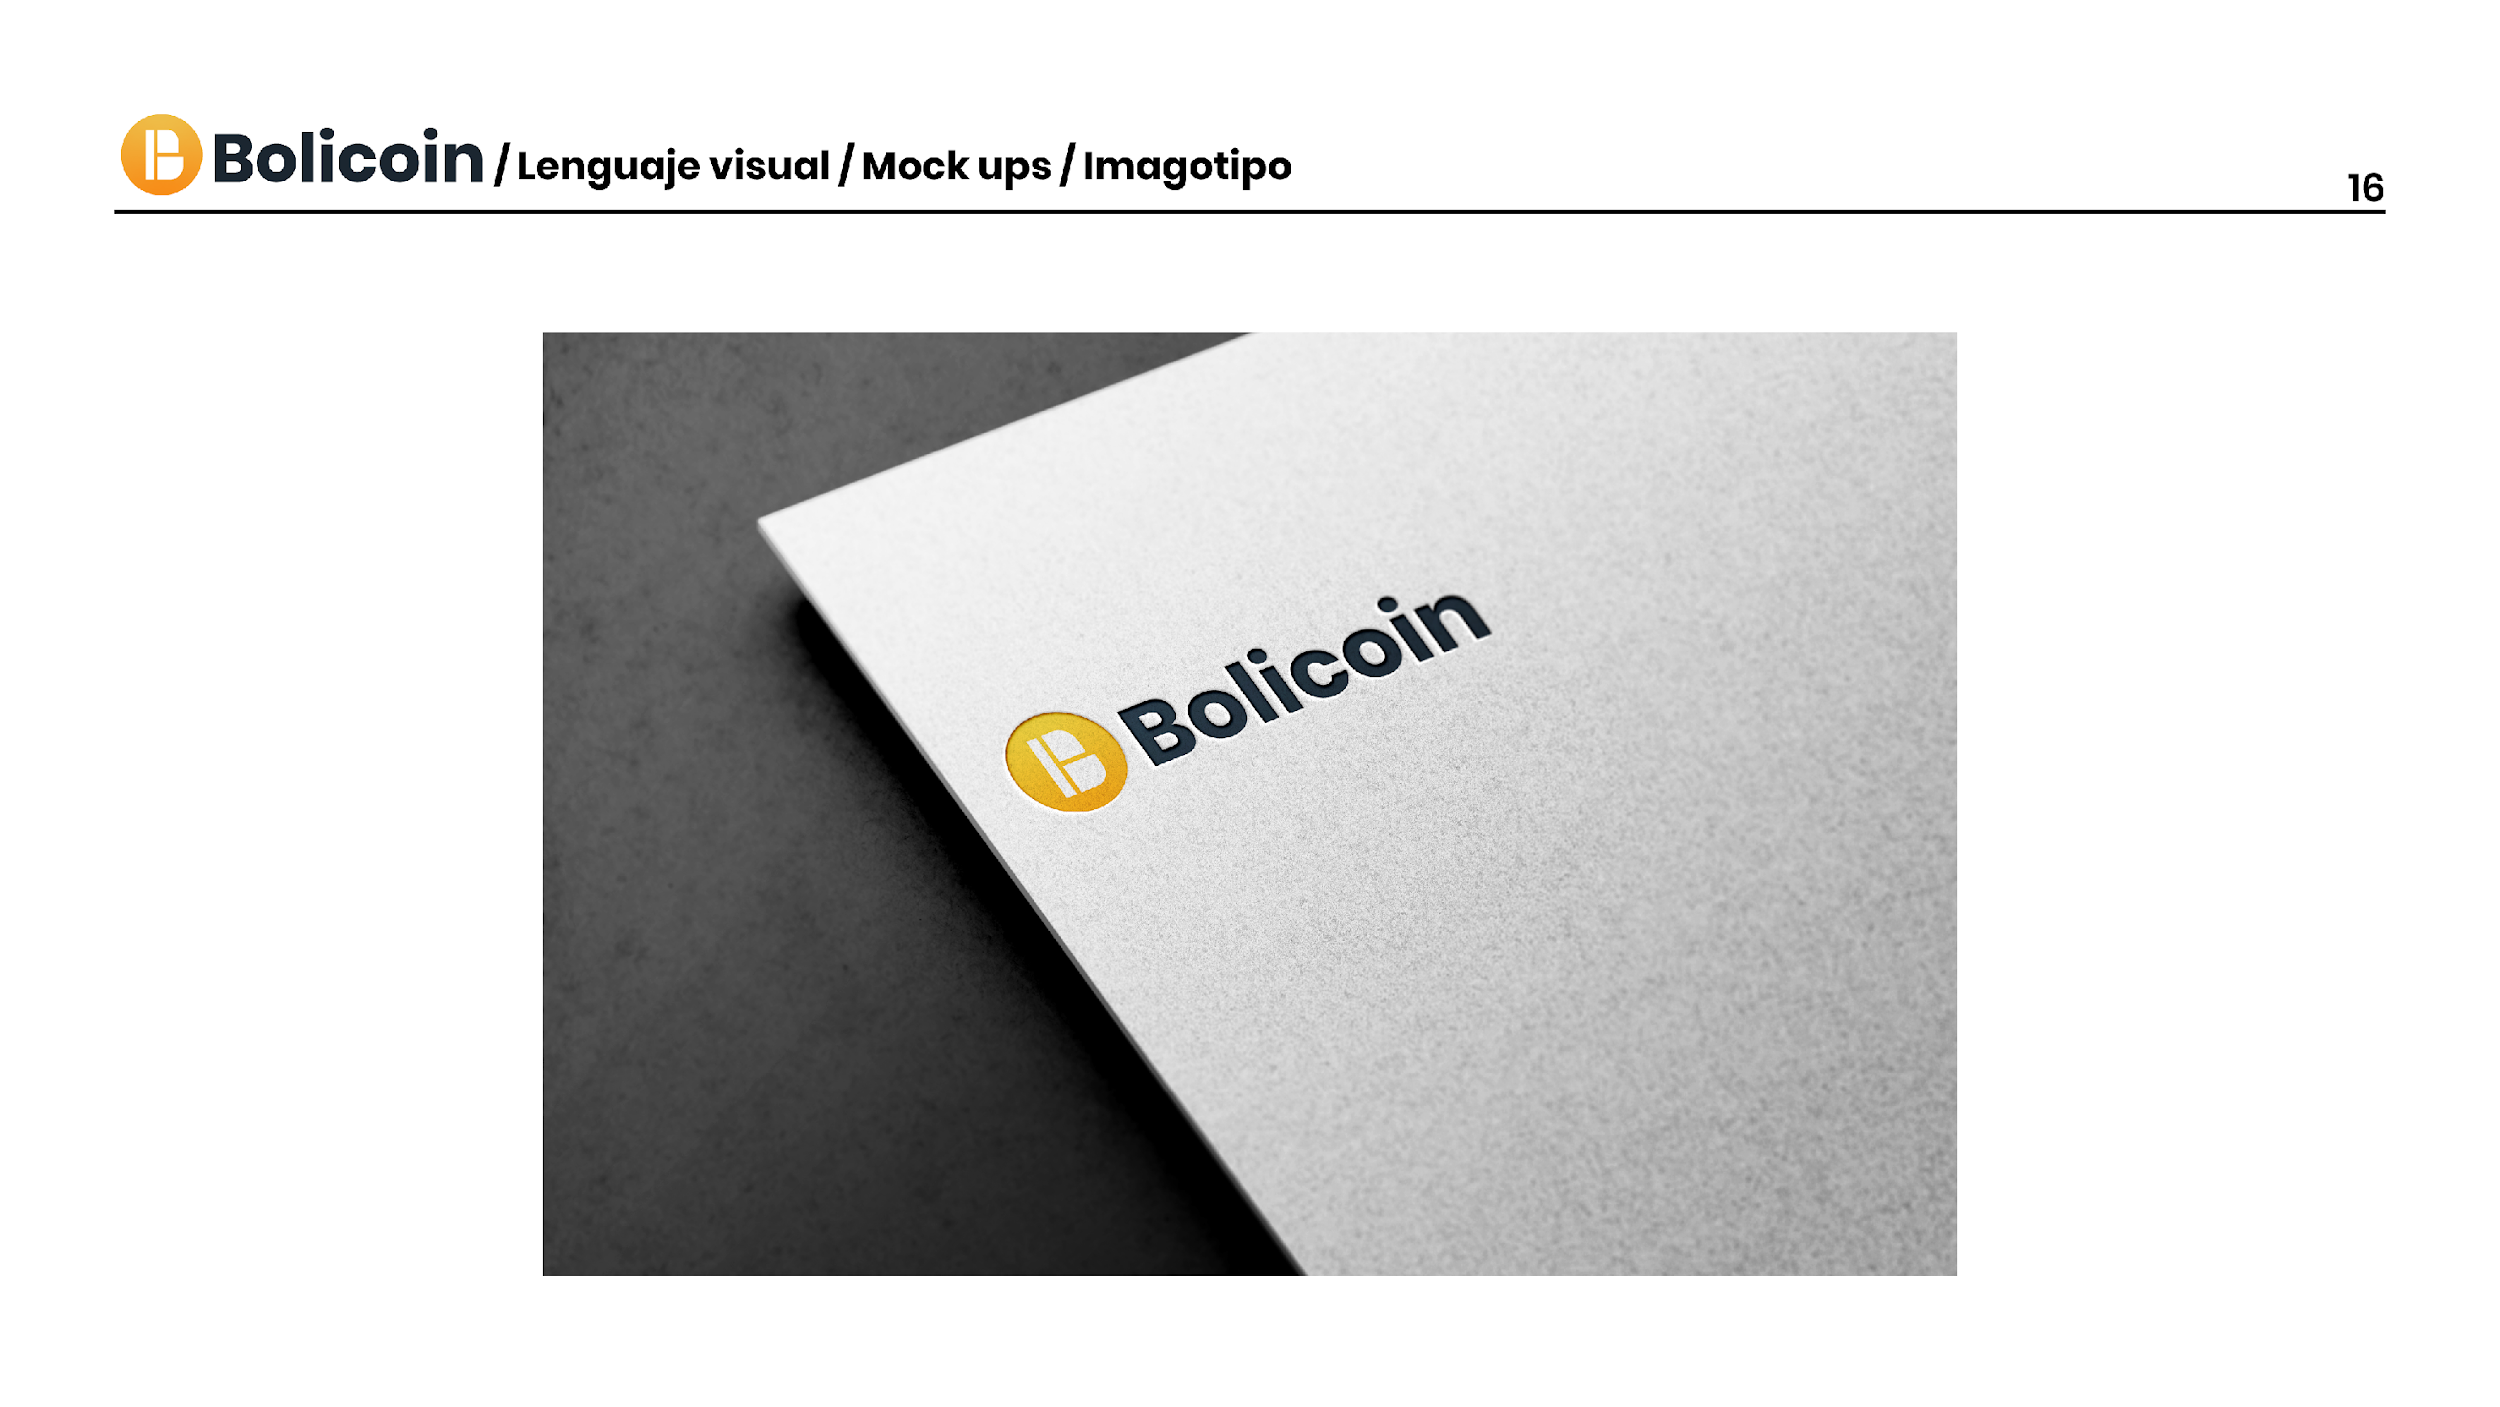 Bolicoin / Lenguaje visual / Mock ups / Imagotipo
16
Bolicoin